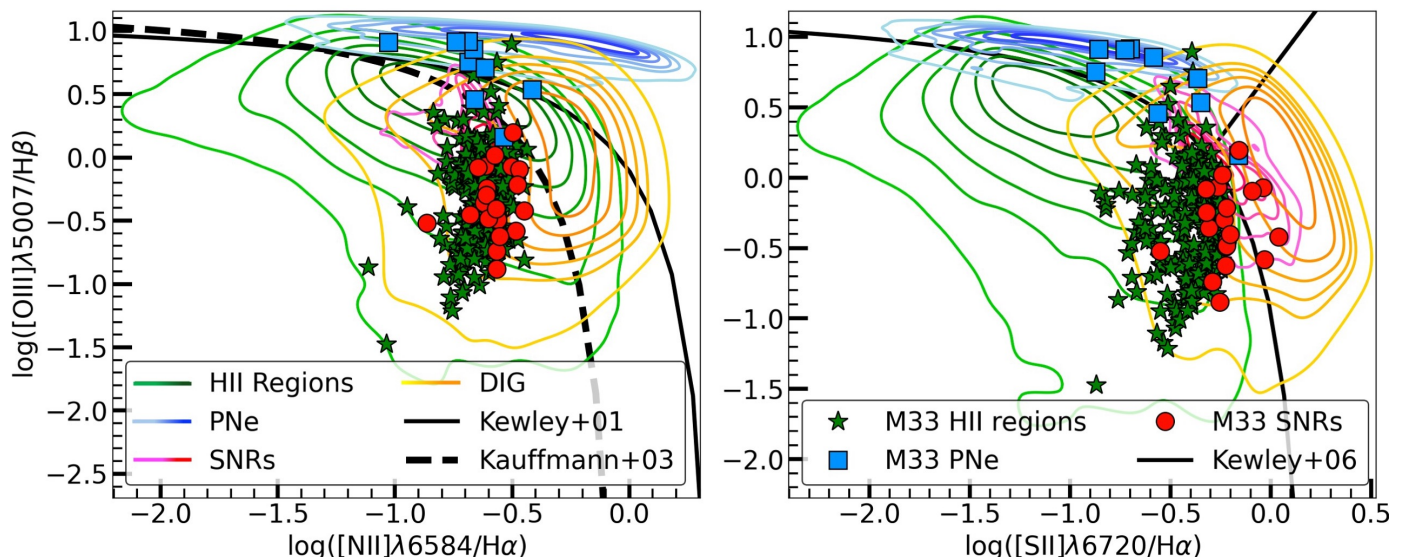 1.0
0.5
0.0
−0.5
−1.0
−1.5
−2.0
−2.5
log([OIII]λ5007/Hβ)
HII Regions
PNe
SNRs
DIG
Kewley+01
Kauffmann+03
−2.0 −1.5 −1.0 −0.5 0.0
log([NII]λ6584/Hα)
1.0
0.5
0.0
−0.5
−1.0
−1.5
−2.0
M33 HII regions
M33 PNe
M33 SNRs
Kewley+06
−2.0 −1.5 −1.0 −0.5 0.0 0.5
log([SII]λ6720/Hα)